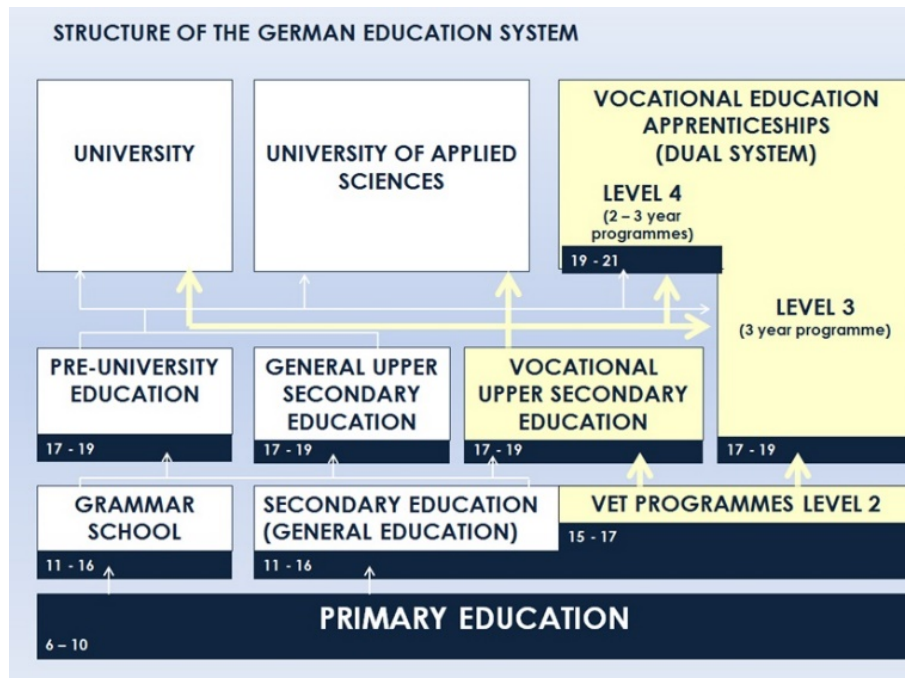 STRUCTURE OF THE GERMAN EDUCATION SYSTEM
UNIVERSITY
UNIVERSITY OF APPLIED
SCIENCES
VOCATIONAL EDUCATION
APPRENTICESHIPS
(DUAL SYSTEM)
LEVEL 4
(2 – 3 year
programmes)
19 - 21
LEVEL 3
(3 year programme)
17 - 19
PRE-UNIVERSITY
EDUCATION
17 - 19
GENERAL UPPER
SECONDARY
EDUCATION
17 - 19
VOCATIONAL
UPPER SECONDARY
EDUCATION
17 - 19
GRAMMAR
SCHOOL
11 - 16
SECONDARY EDUCATION
(GENERAL EDUCATION)
11 - 16
VET PROGRAMMES LEVEL 2
15 - 17
PRIMARY EDUCATION
6 – 10